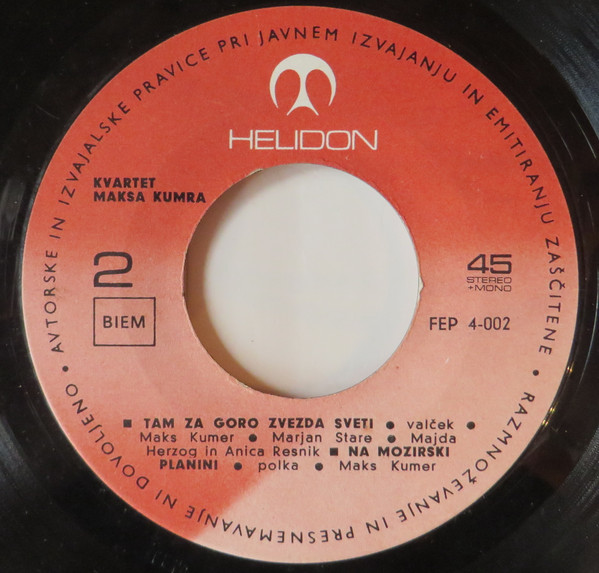 AVTORSKE IN IZVAJALSKE PRAVICE PRI JAVNEM IZVAJANJU IN EMITIRANJU ZAŠČITENE • RAZMNOŽEVANJE IN PRESNEMAVANJE NI DOVOLJENO •
HELIDON
KVARTET
MAKSA KUMRA
2
BIEM
45
STEREO
+MONO
FEP 4-002
■ TAM ZA GORO ZVEZDA SVETI ● valček ●
Maks Kumer ● Marjan Stare ● Majda
Herzog in Anica Resnik ■ NA MOZIRSKI
PLANINI ● polka ● Maks Kumer